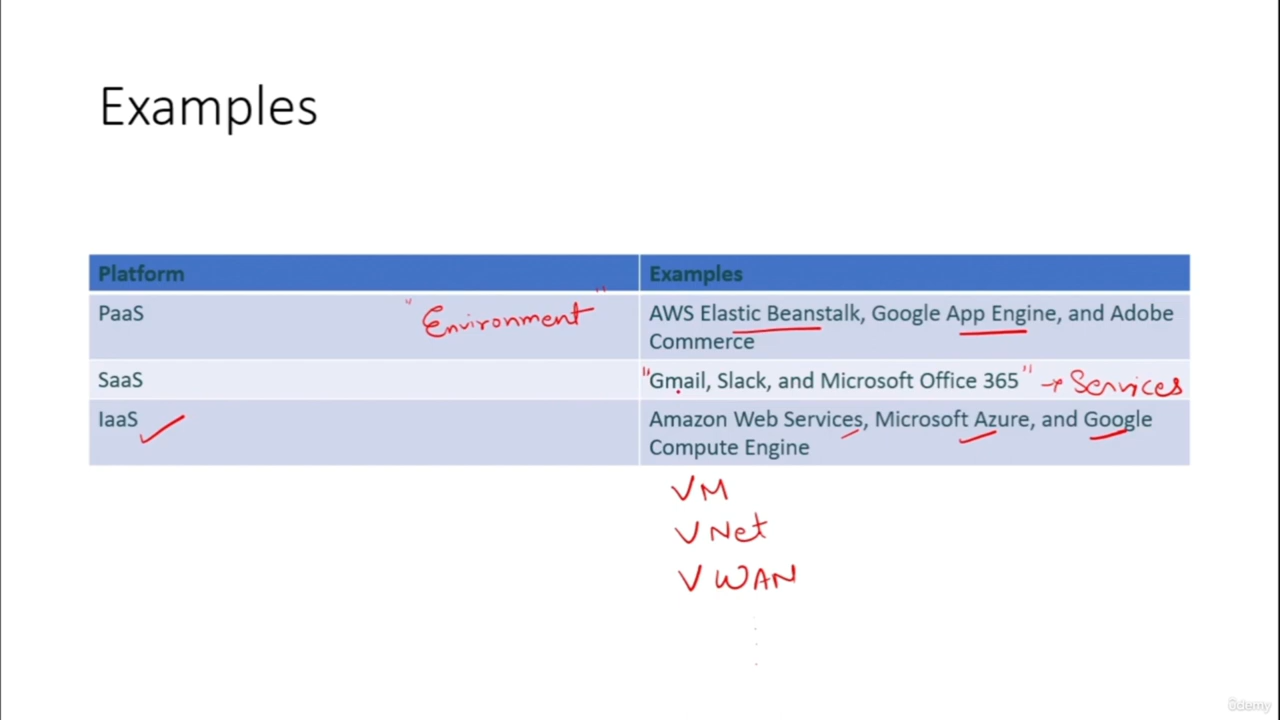 Examples
Platform Examples
PaaS "Environment" AWS Elastic Beanstalk, Google App Engine, and Adobe
Commerce
SaaS "Gmail, Slack, and Microsoft Office 365" → Services
IaaS Amazon Web Services, Microsoft Azure, and Google
Compute Engine
VM
VNet
VWAN
ûdemy